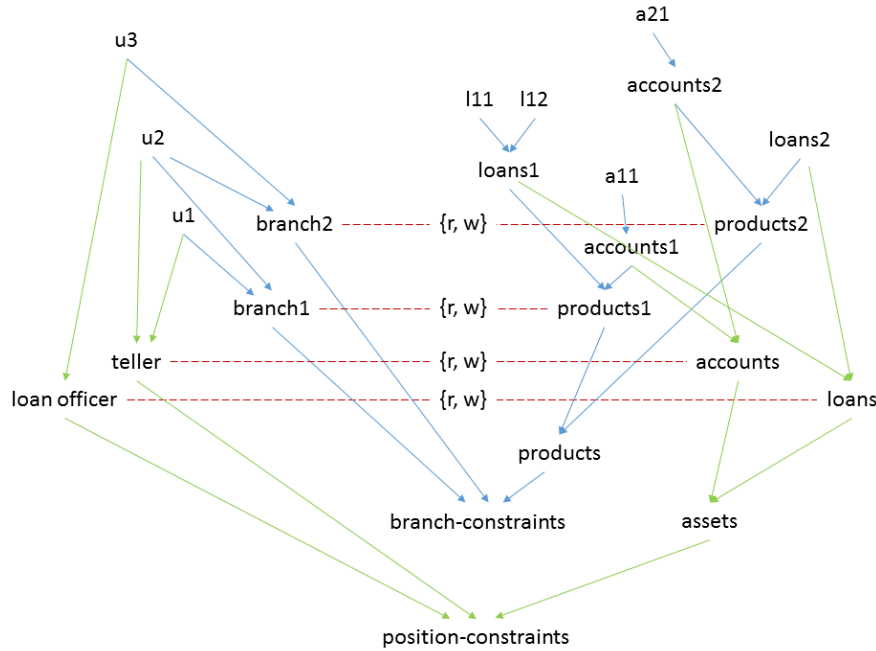 a21
u3
accounts2
l11
l12
u2
loans2
loans1
a11
u1
branch2
{r, w}
products2
accounts1
branch1
{r, w}
products1
teller
{r, w}
accounts
loan officer
{r, w}
loans
products
branch-constraints
assets
position-constraints